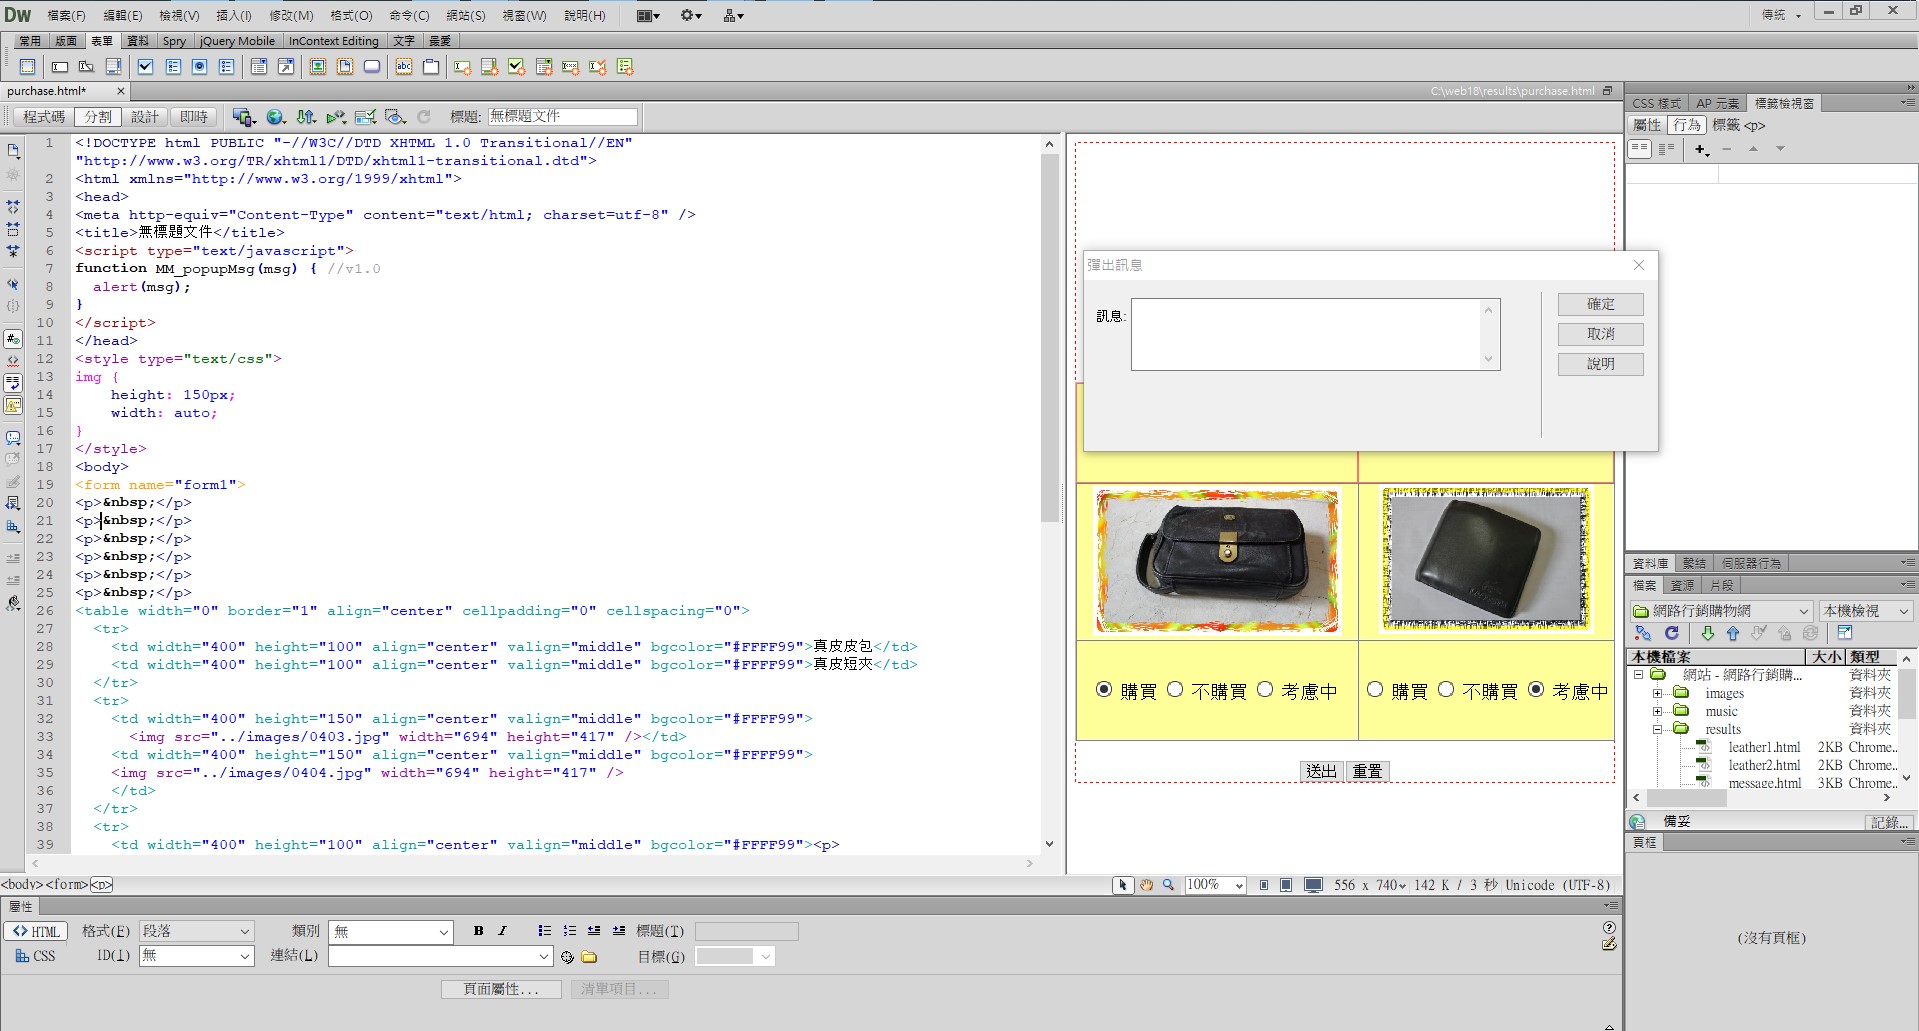 Dw 檔案(F) 編輯(E) 檢視(V) 插入(I) 修改(M) 格式(O) 命令(C) 網站(S) 視窗(W) 說明(H) 傳統
常用 版面 表單 資料 Spry jQuery Mobile InContext Editing 文字 最愛
purchase.html* C:\web18\results\purchase.html
程式碼 分割 設計 即時 標題: 無標題文件
1 <!DOCTYPE html PUBLIC "-//W3C//DTD XHTML 1.0 Transitional//EN"
"http://www.w3.org/TR/xhtml1/DTD/xhtml1-transitional.dtd">
2 <html xmlns="http://www.w3.org/1999/xhtml">
3 <head>
4 <meta http-equiv="Content-Type" content="text/html; charset=utf-8" />
5 <title>無標題文件</title>
6 <script type="text/javascript">
7 function MM_popupMsg(msg) { //v1.0
8 alert(msg);
9 }
10 </script>
11 </head>
12 <style type="text/css">
13 img {
14 height: 150px;
15 width: auto;
16 }
17 </style>
18 <body>
19 <form name="form1">
20 <p>&nbsp;</p>
21 <p>&nbsp;</p>
22 <p>&nbsp;</p>
23 <p>&nbsp;</p>
24 <p>&nbsp;</p>
25 <p>&nbsp;</p>
26 <table width="0" border="1" align="center" cellpadding="0" cellspacing="0">
27 <tr>
28 <td width="400" height="100" align="center" valign="middle" bgcolor="#FFFF99">真皮皮包</td>
29 <td width="400" height="100" align="center" valign="middle" bgcolor="#FFFF99">真皮短夾</td>
30 </tr>
31 <tr>
32 <td width="400" height="150" align="center" valign="middle" bgcolor="#FFFF99">
33 <img src="../images/0403.jpg" width="694" height="417" /></td>
34 <td width="400" height="150" align="center" valign="middle" bgcolor="#FFFF99">
35 <img src="../images/0404.jpg" width="694" height="417" />
36 </td>
37 </tr>
38 <tr>
39 <td width="400" height="100" align="center" valign="middle" bgcolor="#FFFF99"><p>
彈出訊息
訊息:
確定
取消
說明
購買 不購買 考慮中 購買 不購買 考慮中
送出 重置
<body><form><p> 100% 556 x 740 142 K / 3 秒 Unicode (UTF-8)
屬性
HTML 格式(F) 段落 類別 無 B I 標題(T)
CSS ID(I) 無 連結(L) 目標(G)
頁面屬性... 清單項目...
CSS 樣式 AP 元素 標籤檢視窗
屬性 行為 標籤 <p>
資料庫 繫結 伺服器行為
檔案 資源 片段
網路行銷購物網 本機檢視
本機檔案 大小 類型
網站 - 網路行銷購... 資料夾
images 資料夾
music 資料夾
results 資料夾
leather1.html 2KB Chrome..
leather2.html 2KB Chrome..
message.html 3KB Chrome..
備妥 記錄...
頁框
(沒有頁框)